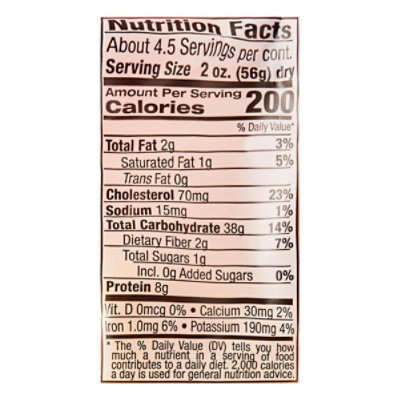 Nutrition Facts
About 4.5 Servings per cont.
Serving Size 2 oz. (56g) dry
Amount Per Serving
Calories 200
% Daily Value*
Total Fat 2g 3%
Saturated Fat 1g 5%
Trans Fat 0g
Cholesterol 70mg 23%
Sodium 15mg 1%
Total Carbohydrate 38g 14%
Dietary Fiber 2g 7%
Total Sugars 1g
Incl. 0g Added Sugars 0%
Protein 8g
Vit. D 0mcg 0% • Calcium 30mg 2%
Iron 1.0mg 6% • Potassium 190mg 4%
* The % Daily Value (DV) tells you how
much a nutrient in a serving of food
contributes to a daily diet. 2,000 calories
a day is used for general nutrition advice.